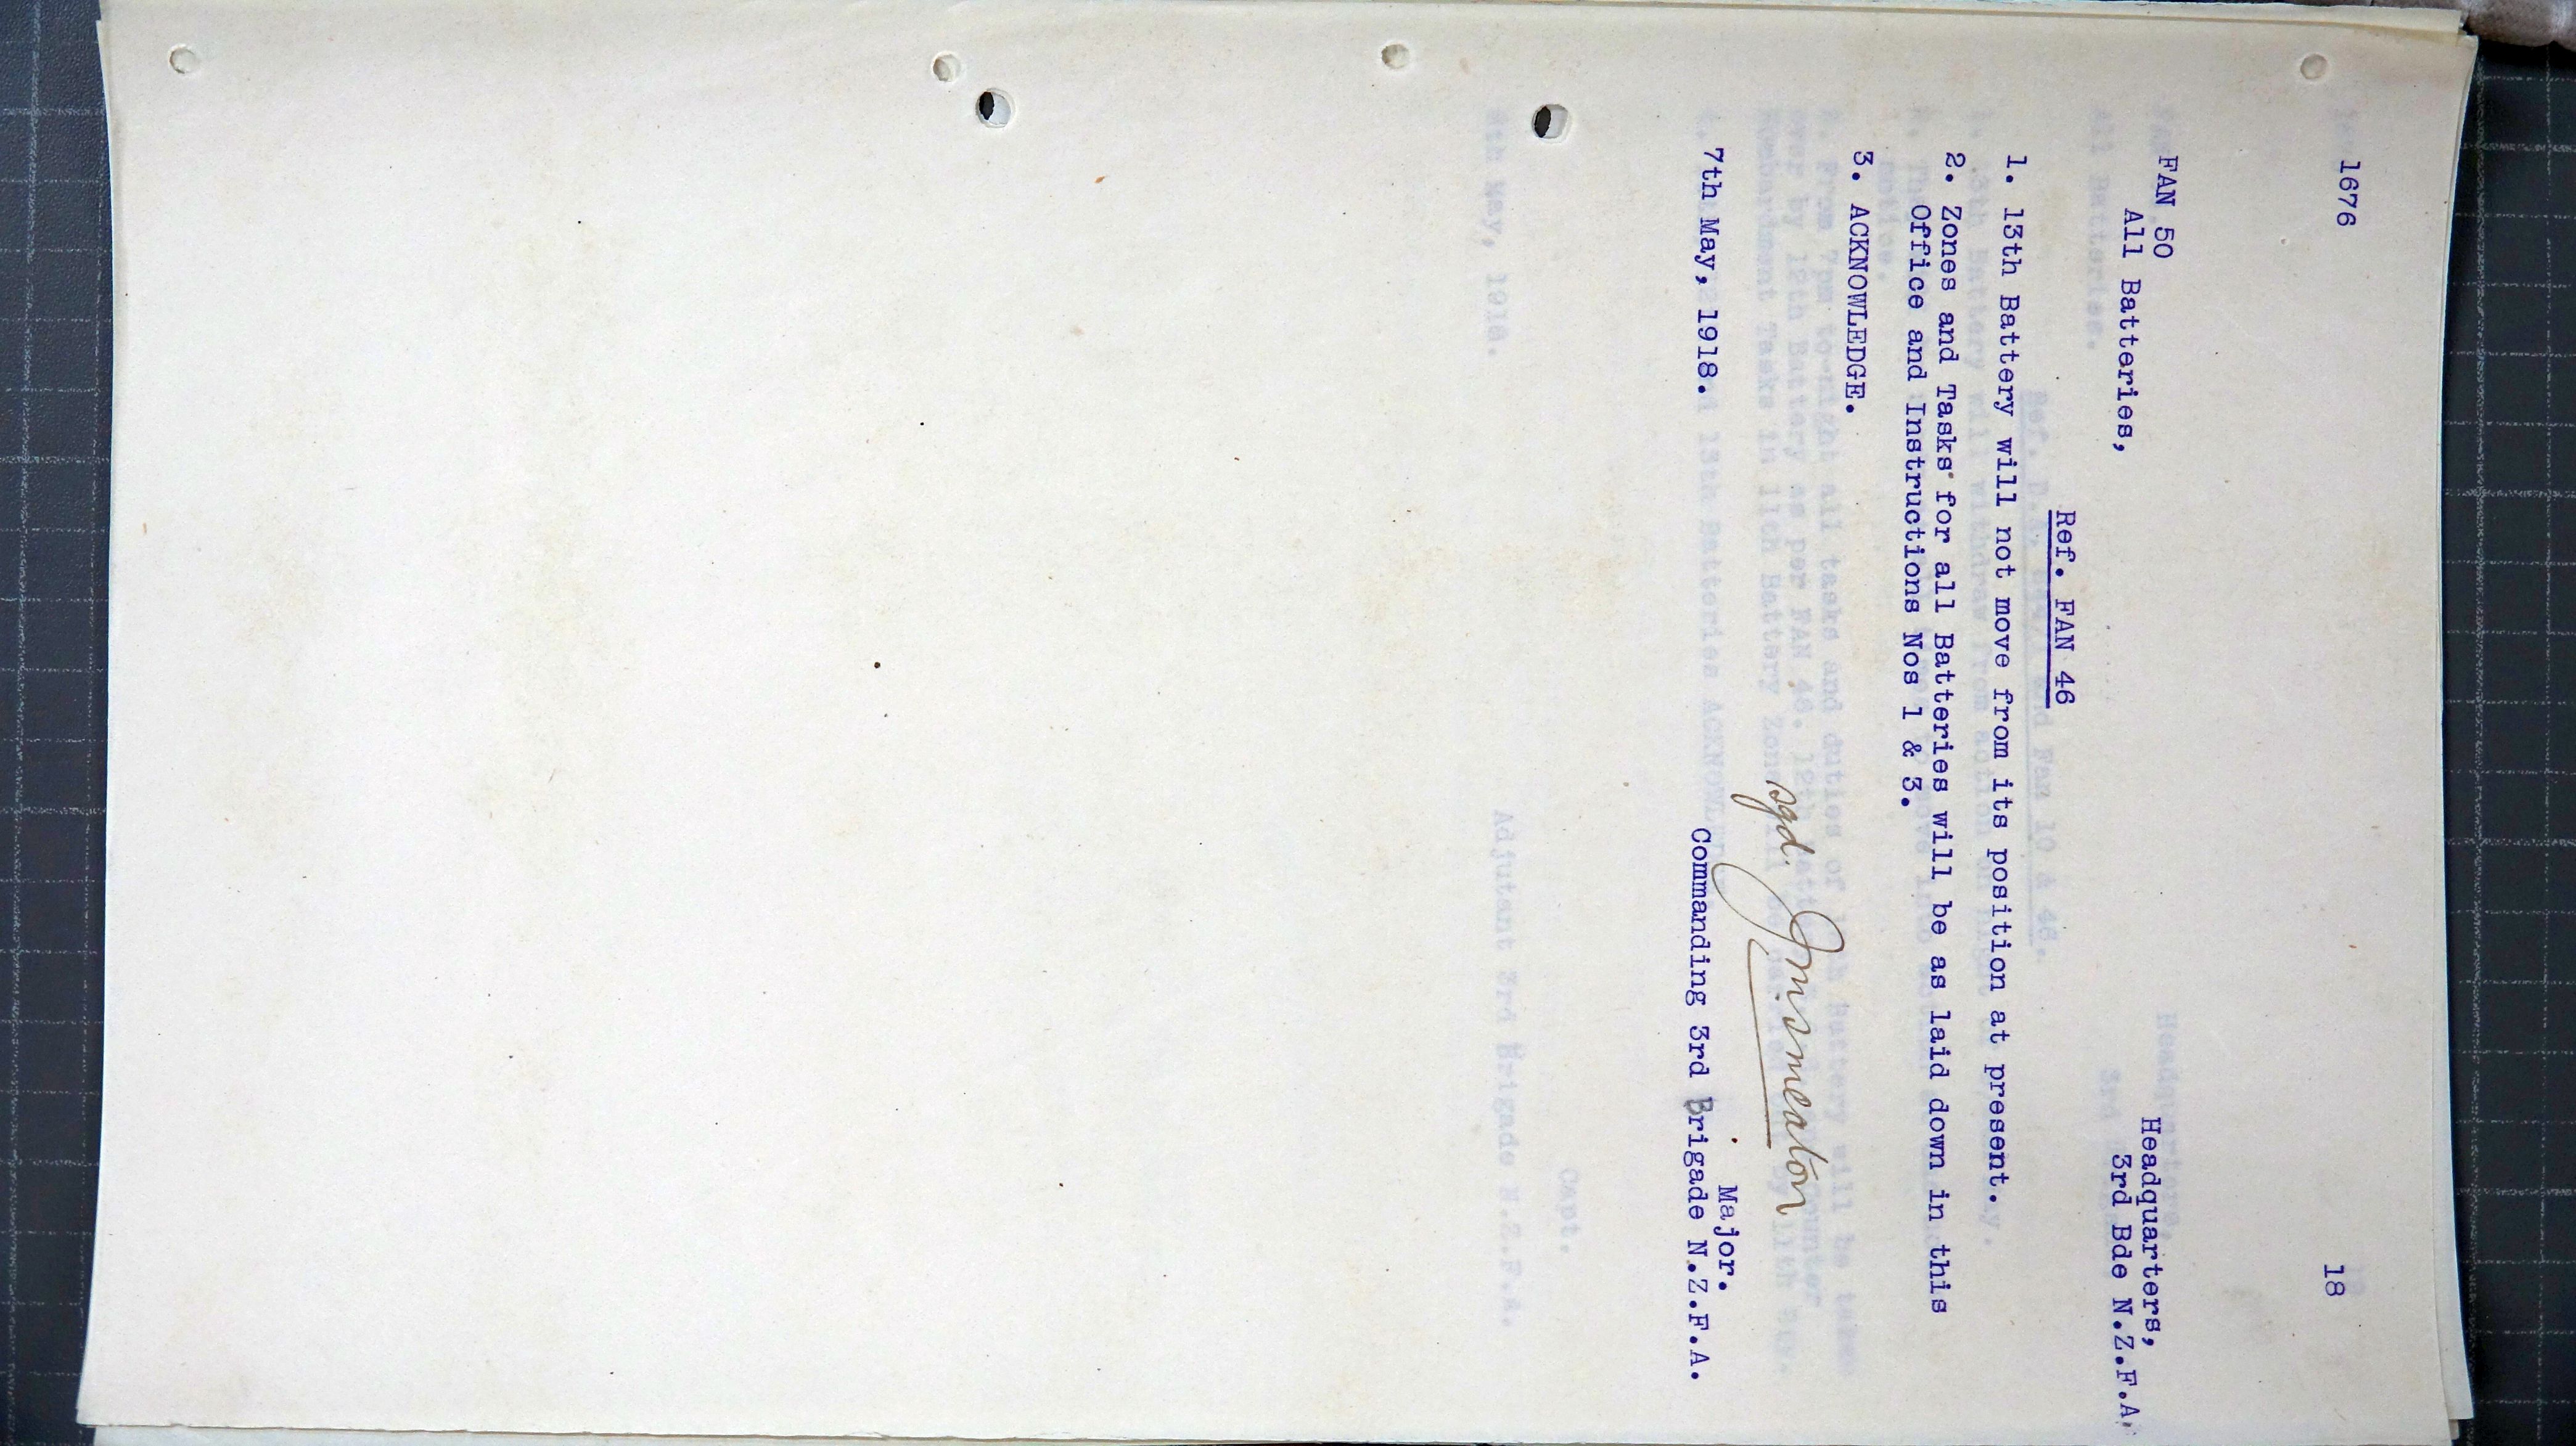 1676 18
FAN 50 Headquarters,
All Batteries, 3rd Bde N.Z.F.A.
Ref. FAN 46
1. 13th Battery will not move from its position at present.
2. Zones and Tasks for all Batteries will be as laid down in this
Office and Instructions Nos 1 & 3.
3. ACKNOWLEDGE.
sgd. J M Smeaton
Major.
7th May, 1918. Commanding 3rd Brigade N.Z.F.A.